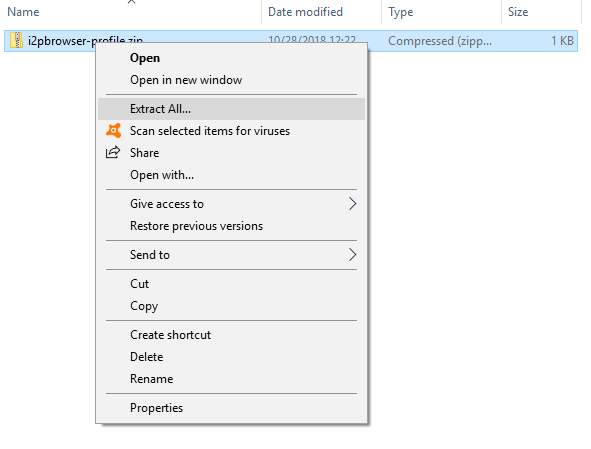 Name Date modified Type Size
i2pbrowser-profile.zip 10/28/2018 12:22 Compressed (zipp... 1 KB
Open
Open in new window
Extract All...
Scan selected items for viruses
Share
Open with...
Give access to
Restore previous versions
Send to
Cut
Copy
Create shortcut
Delete
Rename
Properties